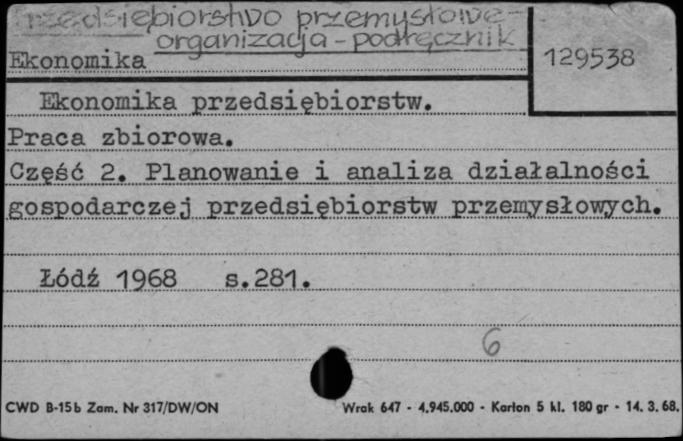 Przedsiębiorstwo przemysłowe -
organizacja - podręcznik
Ekonomika
129538
Ekonomika przedsiębiorstw.
Praca zbiorowa.
Część 2. Planowanie i analiza działalności
gospodarczej przedsiębiorstw przemysłowych.
Łódź 1968 s.281.
6
CWD B-15b Zam. Nr 317/DW/ON
Wrak 647 - 4.945.000 - Karton 5 kl. 180 gr - 14. 3. 68.